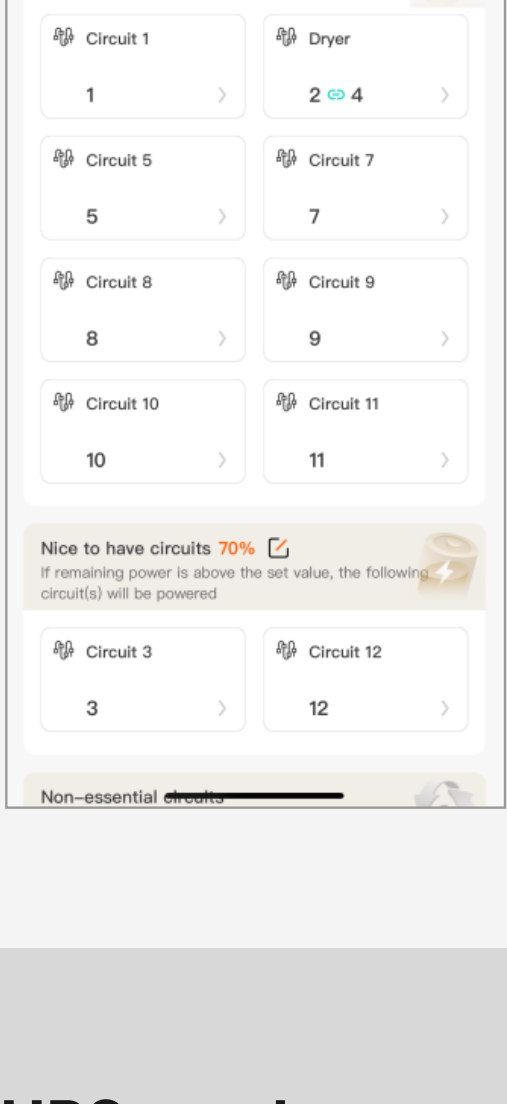 Circuit 1
Dryer
1
2 4
Circuit 5
Circuit 7
5
7
Circuit 8
Circuit 9
8
9
Circuit 10
Circuit 11
10
11
Nice to have circuits 70%
If remaining power is above the set value, the following
circuit(s) will be powered
Circuit 3
Circuit 12
3
12
Non-essential circuits